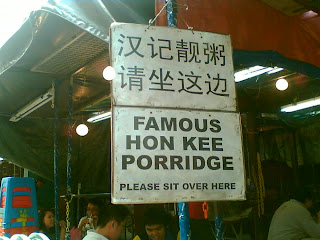 汉记靓粥
请坐这边
FAMOUS
HON KEE
PORRIDGE
PLEASE SIT OVER HERE